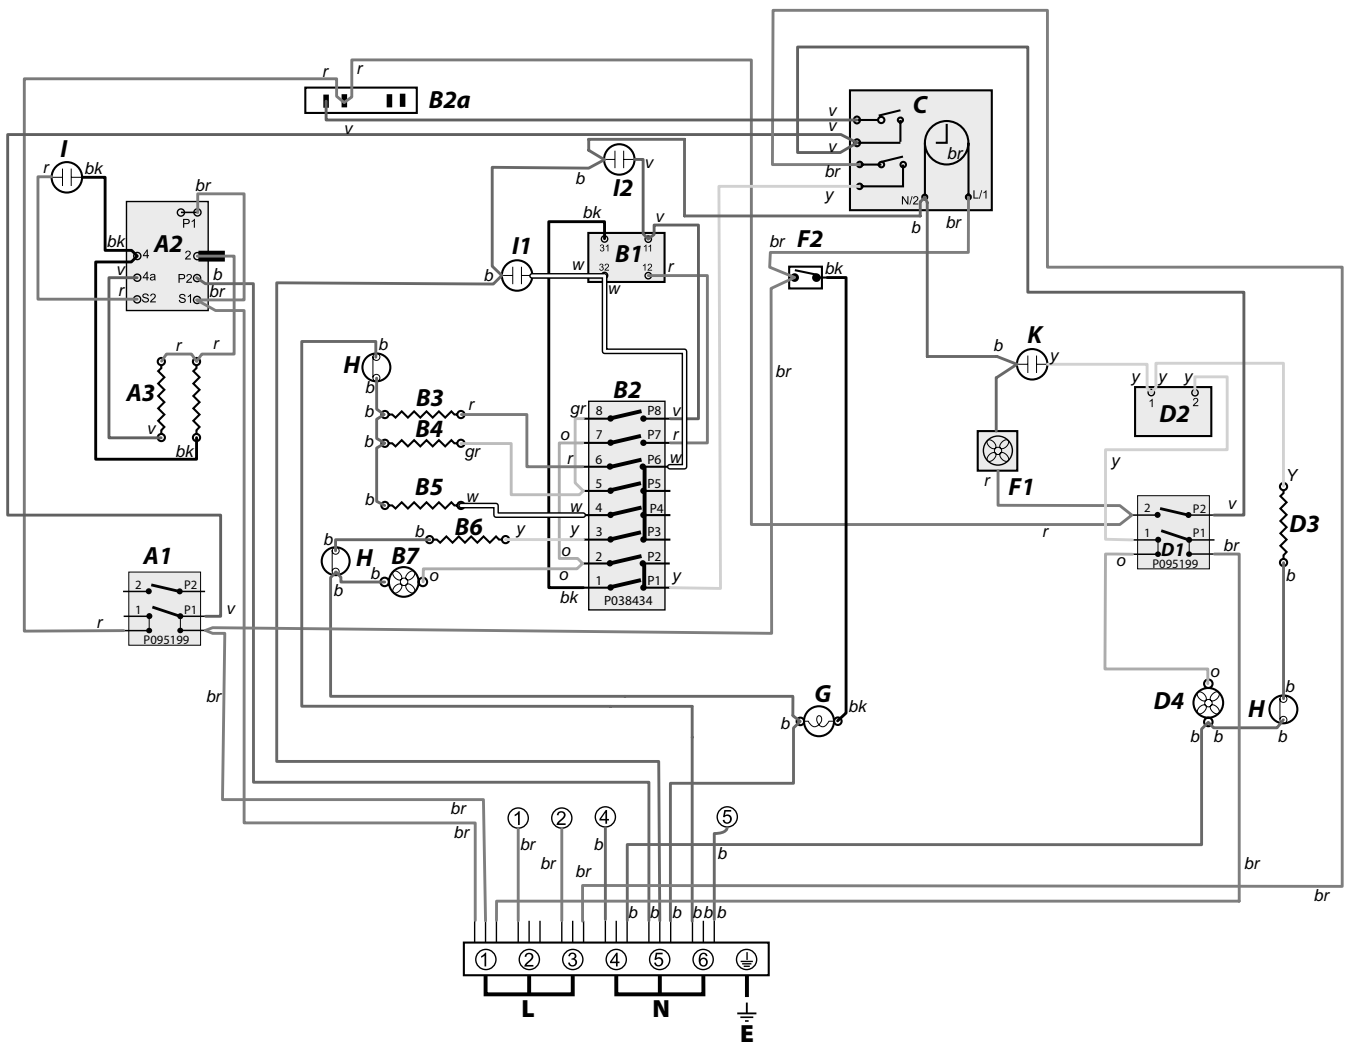 r
r
B2a
v
C
v
v
v
br
y
br
N/2
L/1
b
br
I
r
bk
br
P1
A2
bk
4
2
v
4a
P2
b
r
S2
S1
br
r
r
A3
v
bk
I2
b
v
bk
v
31
11
B1
32
12
w
w
r
I1
b
br
F2
bk
br
H
b
b
B3
b
r
B4
b
gr
B5
b
w
B6
b
y
H
b
B7
b
b
o
B2
gr
8
P8
v
o
7
P7
r
r
6
P6
w
5
P5
w
4
P4
y
3
P3
o
2
P2
o
1
P1
y
bk
P038434
K
b
y
y
y
y
1
2
D2
F1
r
r
y
Y
D3
b
2
P2
v
1
P1
D1
br
o
P095199
A1
2
P2
1
P1
v
r
P095199
br
G
b
bk
D4
o
H
b
b
b
b
br
br
1
2
4
5
br
br
br
b
b
br
br
b
b
b
b
b
b
1
2
3
4
5
6
L
N
E